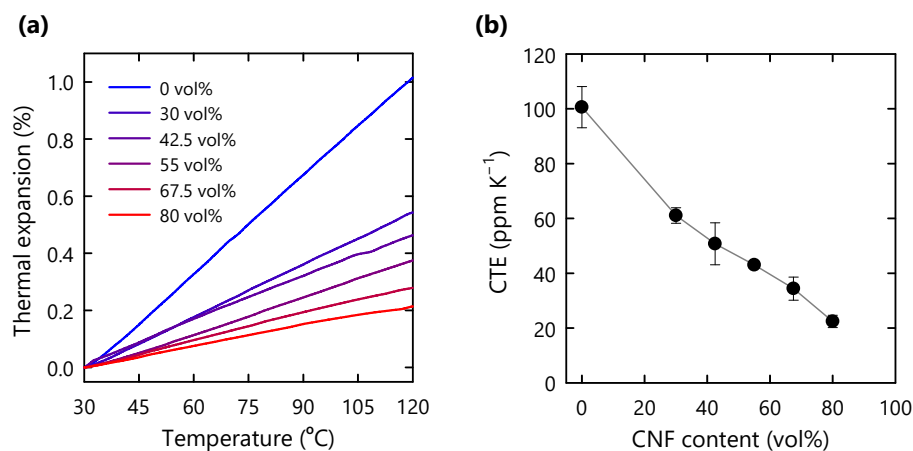 (a)
Thermal expansion (%)
1.0
0.8
0.6
0.4
0.2
0.0
0 vol%
30 vol%
42.5 vol%
55 vol%
67.5 vol%
80 vol%
30 45 60 75 90 105 120
Temperature (°C)
(b)
CTE (ppm K⁻¹)
120
100
80
60
40
20
0
0 20 40 60 80 100
CNF content (vol%)